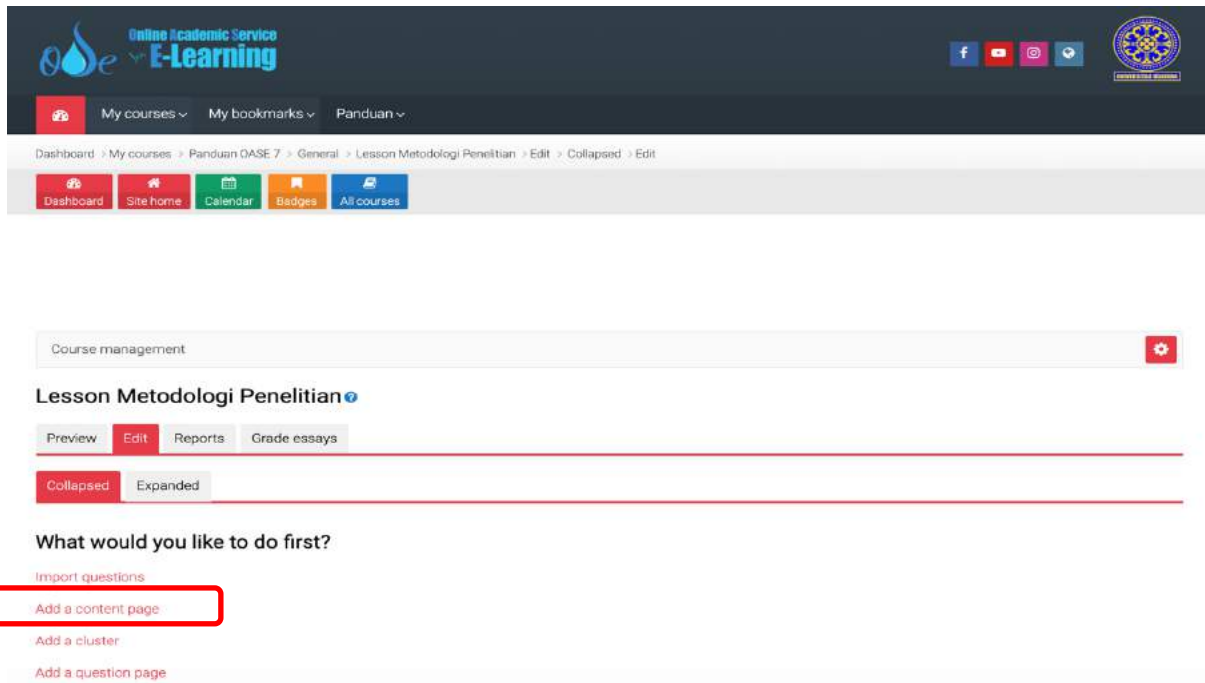 Online Academic Service
E-Learning
My courses My bookmarks Panduan
Dashboard > My courses > Panduan OASE 7 > General > Lesson Metodologi Penelitian > Edit > Collapsed > Edit
Dashboard Site home Calendar Badges All courses
Course management
Lesson Metodologi Penelitian
Preview Edit Reports Grade essays
Collapsed Expanded
What would you like to do first?
Import questions
Add a content page
Add a cluster
Add a question page